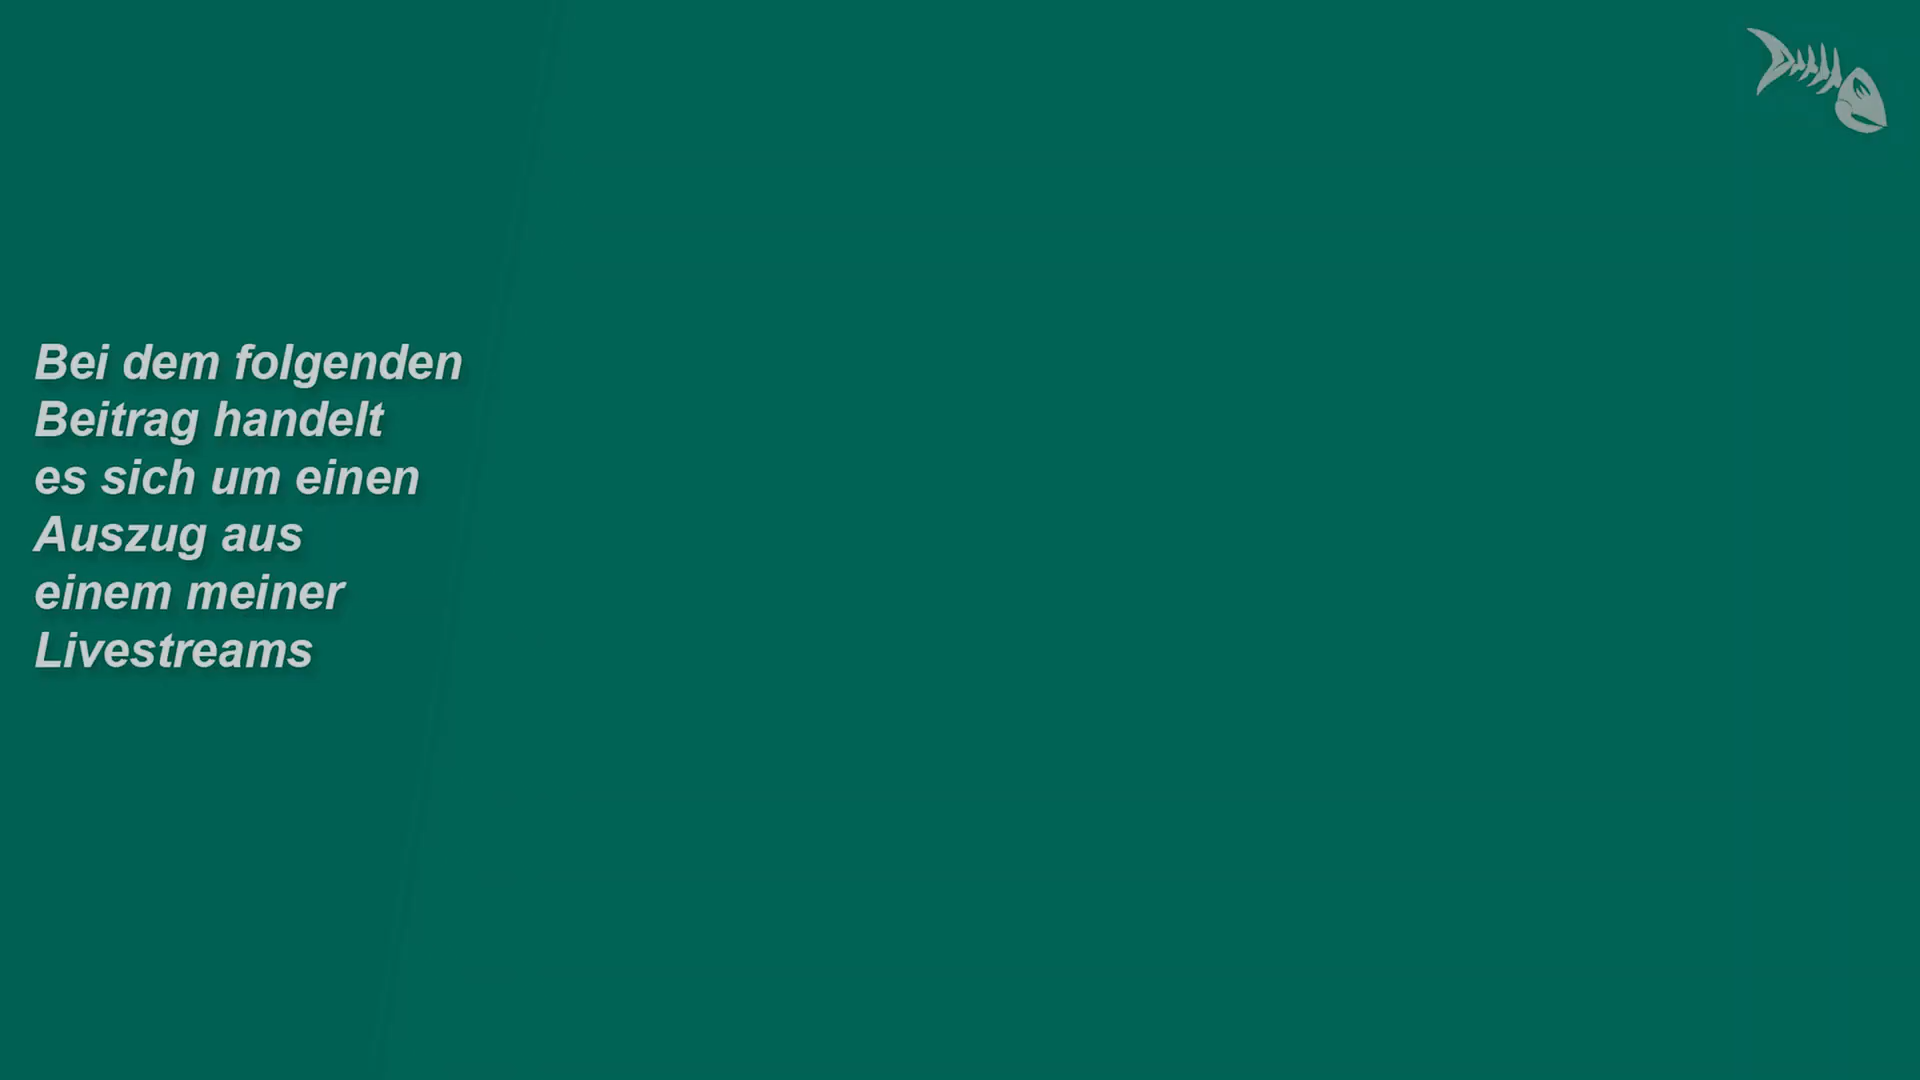 Bei dem folgenden
Beitrag handelt
es sich um einen
Auszug aus
einem meiner
Livestreams